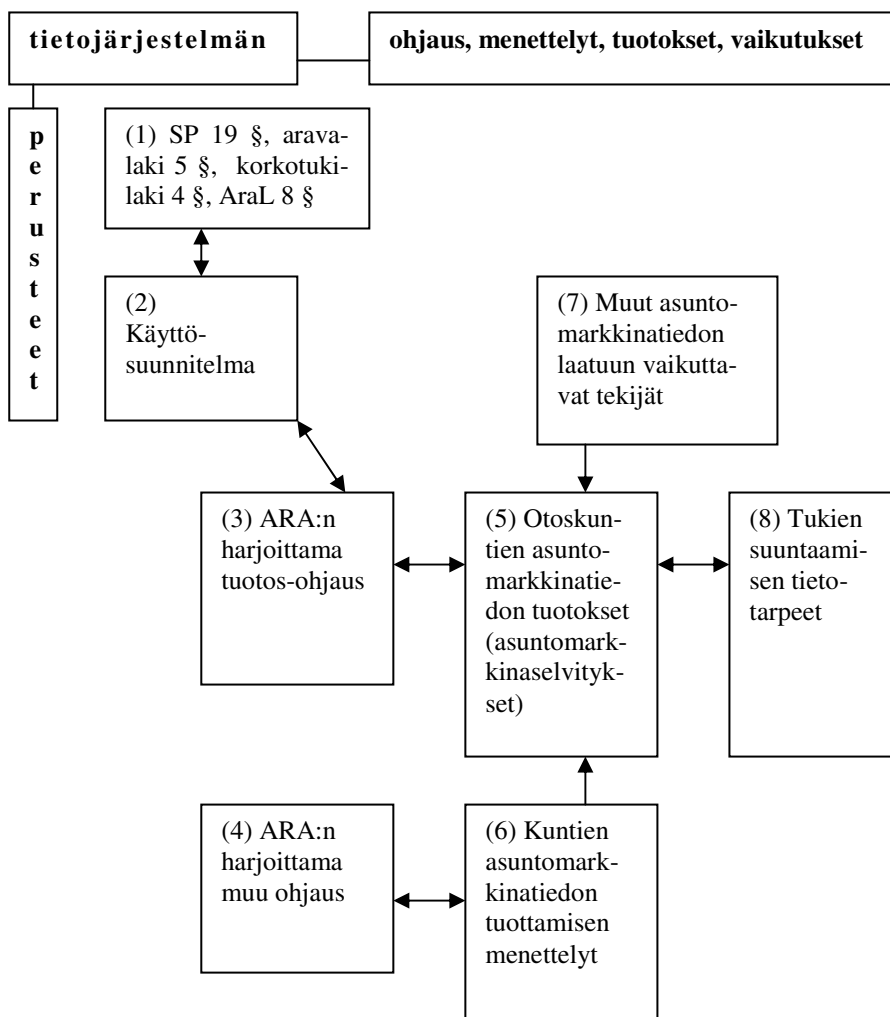 tietojärjestelmän
ohjaus, menettelyt, tuotokset, vaikutukset
perusteet
(1) SP 19 §, arava-
laki 5 §, korkotuki-
laki 4 §, AraL 8 §
(2)
Käyttö-
suunnitelma
(7) Muut asunto-
markkinatiedon
laatuun vaikutta-
vat tekijät
(3) ARA:n
harjoittama
tuotos-ohjaus
(5) Otoskun-
tien asunto-
markkinatie-
don tuotokset
(asuntomark-
kinaselvityk-
set)
(8) Tukien
suuntaami-
sen tieto-
tarpeet
(4) ARA:n
harjoittama
muu ohjaus
(6) Kuntien
asuntomark-
kinatiedon
tuottamisen
menettelyt